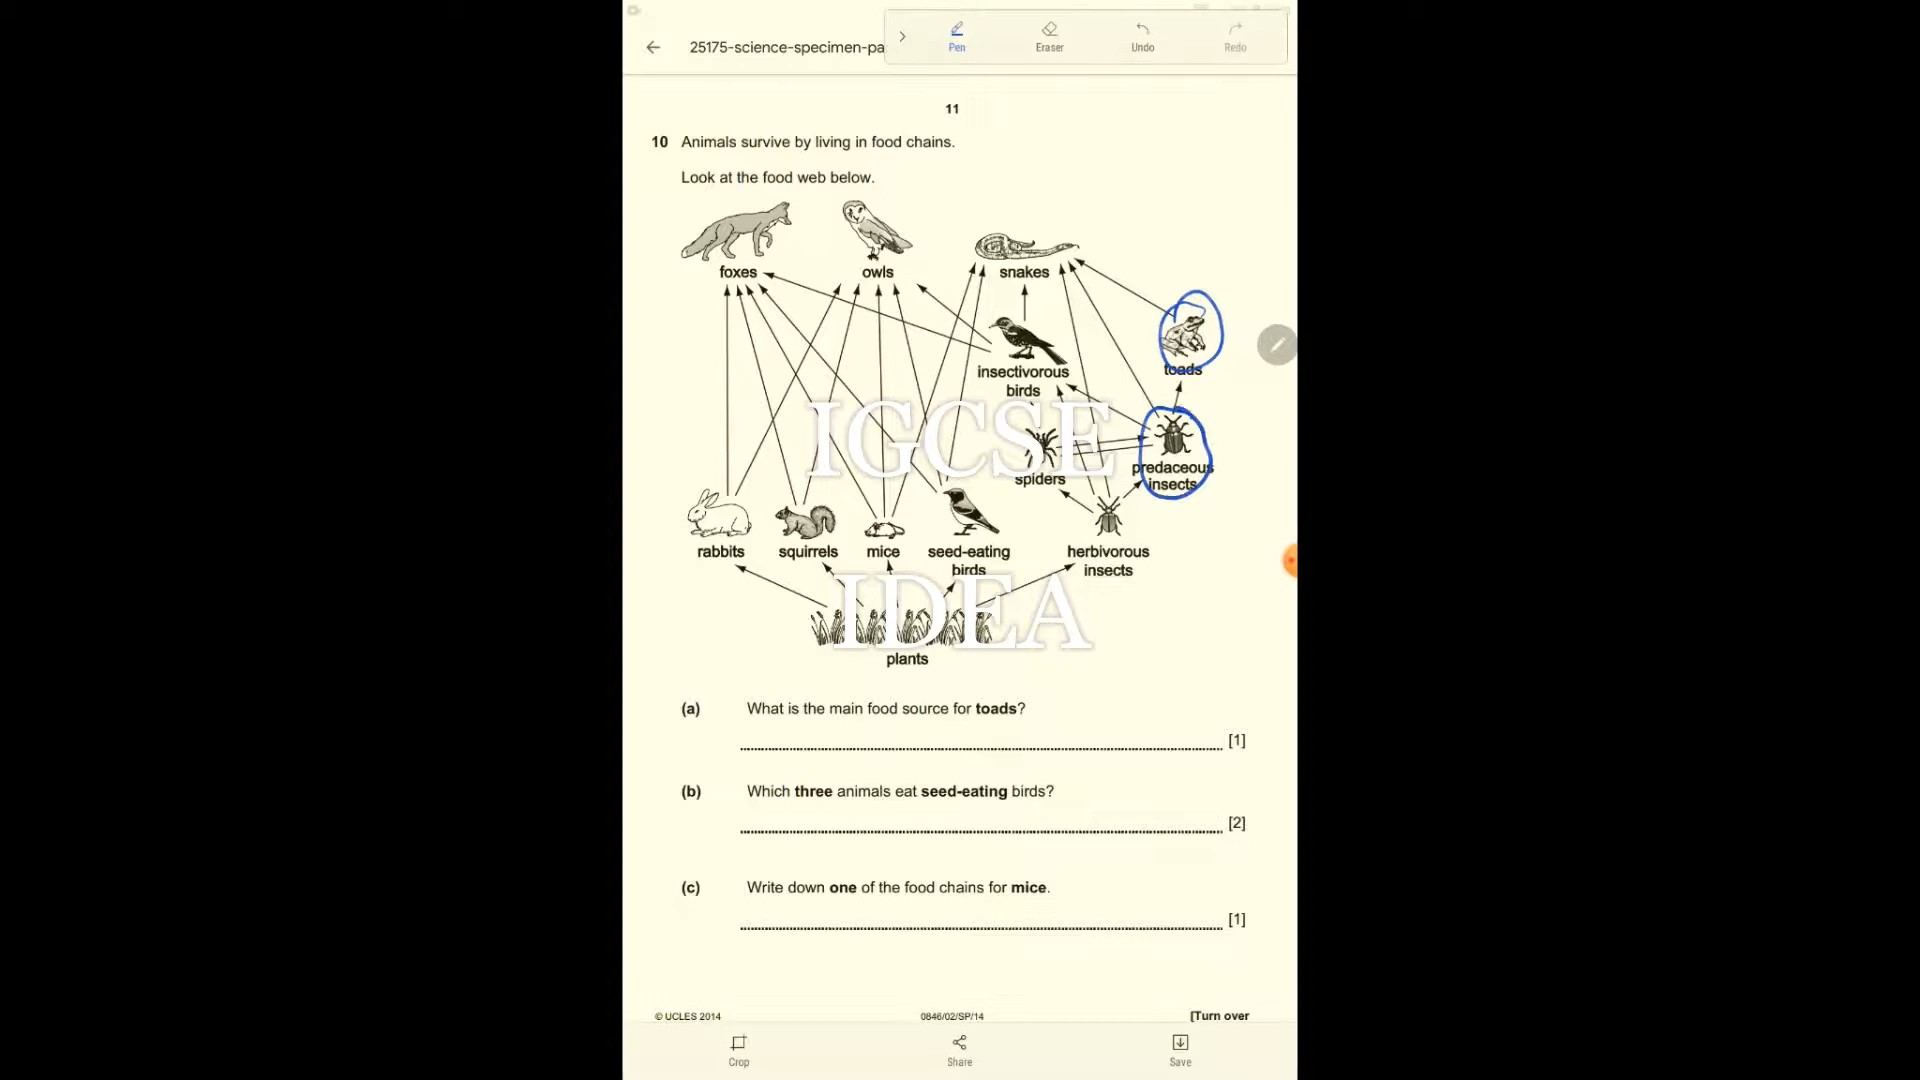 25175-science-specimen-pa
Pen
Eraser
Undo
Redo
11
10 Animals survive by living in food chains.
Look at the food web below.
foxes
owls
snakes
toads
insectivorous
birds
spiders
predaceous
insects
rabbits
squirrels
mice
seed-eating
birds
herbivorous
insects
plants
IGCSE
IDEA
(a) What is the main food source for toads?
[1]
(b) Which three animals eat seed-eating birds?
[2]
(c) Write down one of the food chains for mice.
[1]
© UCLES 2014
0846/02/SP/14
[Turn over
Crop
Share
Save